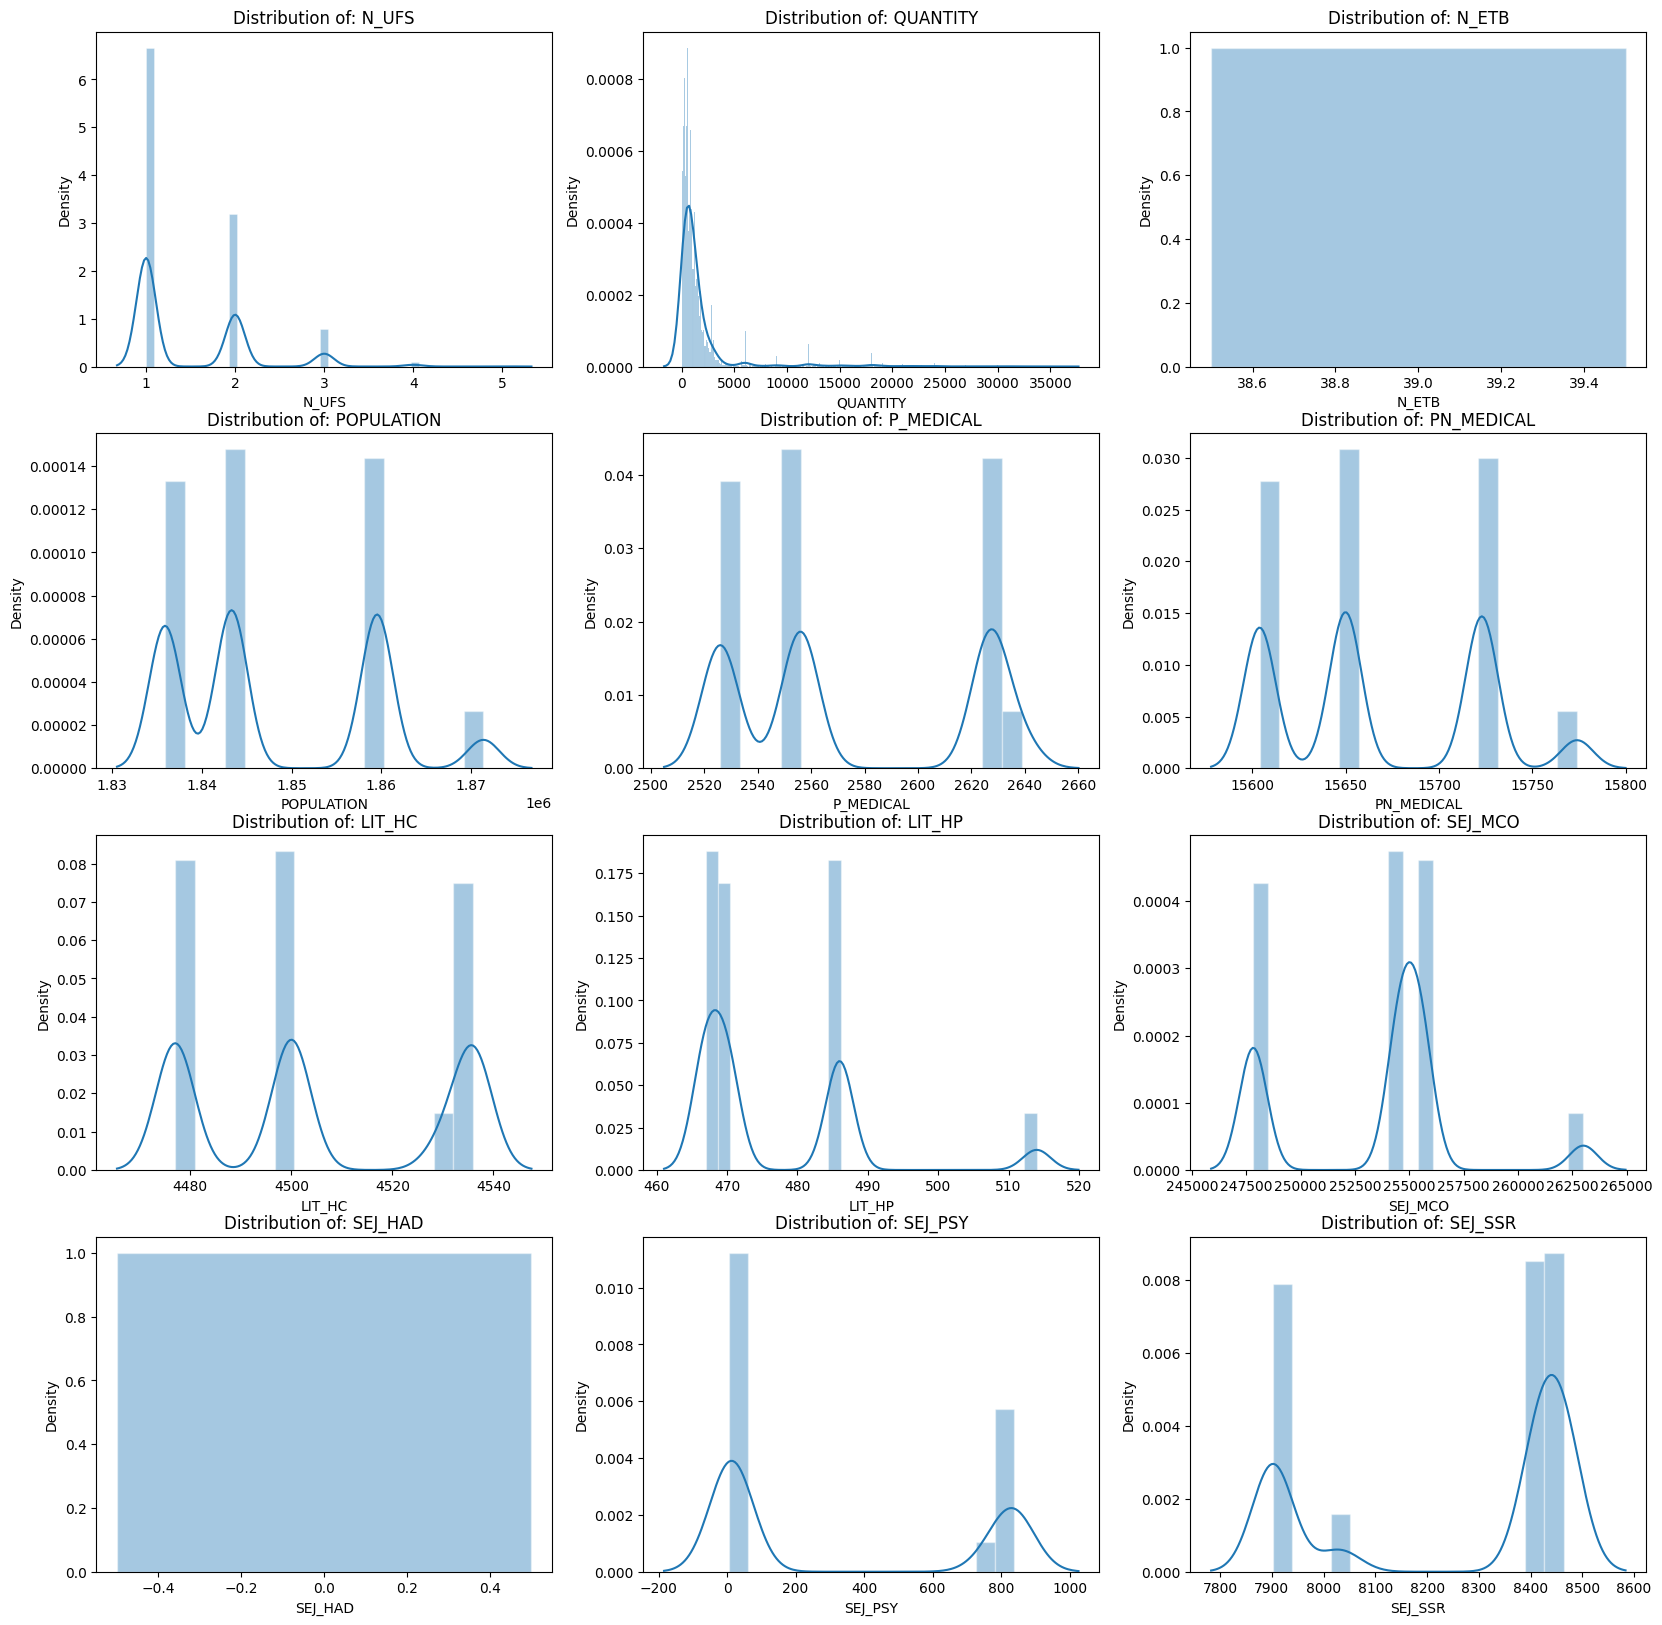 Distribution of: N_UFS
Density
6
5
4
3
2
1
0
1 2 3 4 5
N_UFS
Distribution of: QUANTITY
Density
0.0008
0.0006
0.0004
0.0002
0.0000
0 5000 10000 15000 20000 25000 30000 35000
QUANTITY
Distribution of: N_ETB
Density
1.0
0.8
0.6
0.4
0.2
0.0
38.6 38.8 39.0 39.2 39.4
N_ETB
Distribution of: POPULATION
Density
0.00014
0.00012
0.00010
0.00008
0.00006
0.00004
0.00002
0.00000
1.83 1.84 1.85 1.86 1.87
1e6
POPULATION
Distribution of: P_MEDICAL
Density
0.04
0.03
0.02
0.01
0.00
2500 2520 2540 2560 2580 2600 2620 2640 2660
P_MEDICAL
Distribution of: PN_MEDICAL
Density
0.030
0.025
0.020
0.015
0.010
0.005
0.000
15600 15650 15700 15750 15800
PN_MEDICAL
Distribution of: LIT_HC
Density
0.08
0.07
0.06
0.05
0.04
0.03
0.02
0.01
0.00
4480 4500 4520 4540
LIT_HC
Distribution of: LIT_HP
Density
0.175
0.150
0.125
0.100
0.075
0.050
0.025
0.000
460 470 480 490 500 510 520
LIT_HP
Distribution of: SEJ_MCO
Density
0.0004
0.0003
0.0002
0.0001
0.0000
245000 247500 250000 252500 255000 257500 260000 262500 265000
SEJ_MCO
Distribution of: SEJ_HAD
Density
1.0
0.8
0.6
0.4
0.2
0.0
−0.4 −0.2 0.0 0.2 0.4
SEJ_HAD
Distribution of: SEJ_PSY
Density
0.010
0.008
0.006
0.004
0.002
0.000
−200 0 200 400 600 800 1000
SEJ_PSY
Distribution of: SEJ_SSR
Density
0.008
0.006
0.004
0.002
0.000
7800 7900 8000 8100 8200 8300 8400 8500 8600
SEJ_SSR